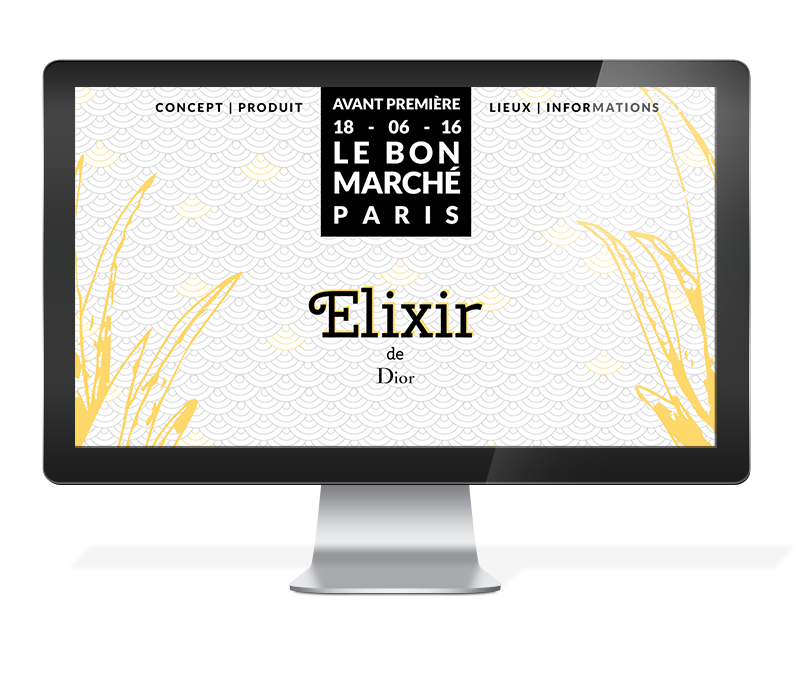 CONCEPT | PRODUIT
AVANT PREMIÈRE
18 - 06 - 16
LE BON
MARCHÉ
PARIS
LIEUX | INFORMATIONS
Elixir
de
Dior